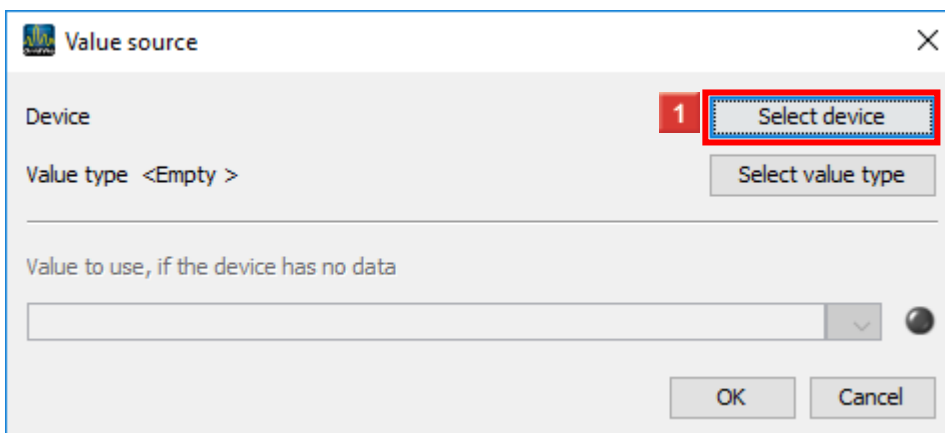 Value source
Device
1
Select device
Value type <Empty >
Select value type
Value to use, if the device has no data
OK
Cancel